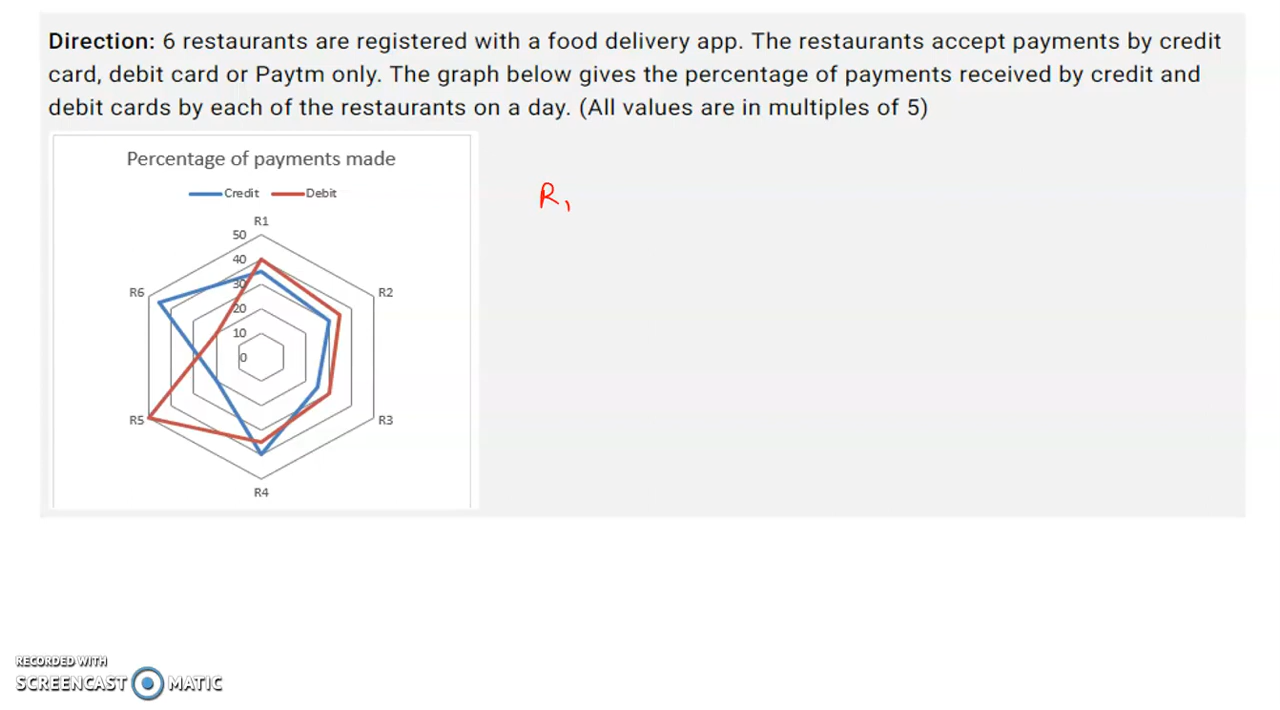 Direction: 6 restaurants are registered with a food delivery app. The restaurants accept payments by credit
card, debit card or Paytm only. The graph below gives the percentage of payments received by credit and
debit cards by each of the restaurants on a day. (All values are in multiples of 5)
Percentage of payments made
Credit Debit
R1
R1
50
40
30
20
10
0
R6
R2
R5
R3
R4
RECORDED WITH
SCREENCAST MATIC